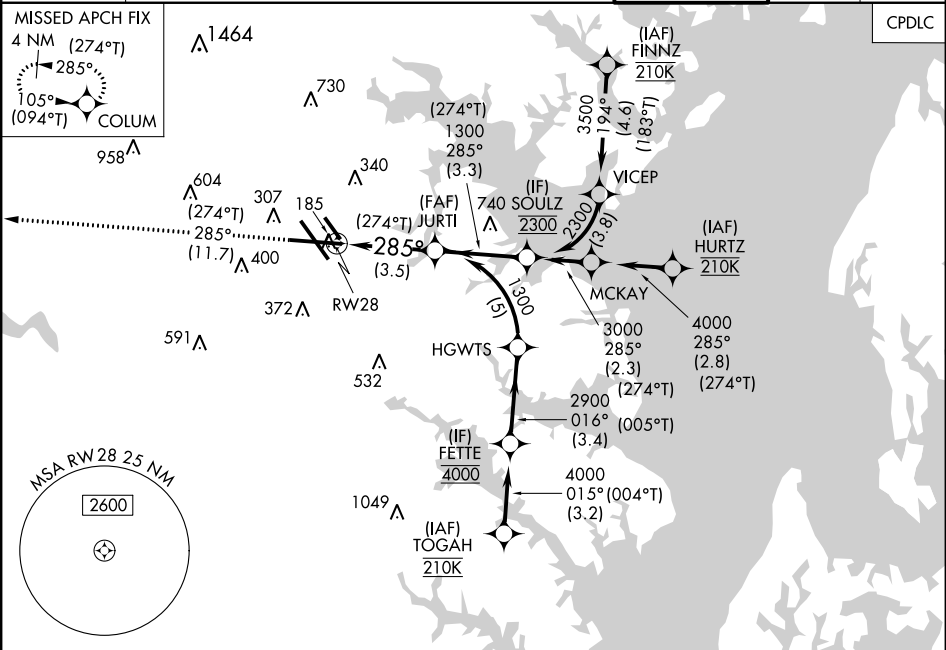 MISSED APCH FIX
4 NM
(274°T)
285°
105°
(094°T)
COLUM
CPDLC
1464
730
958
604
340
307
185
740
(274°T)
285°
(11.7)
400
372
RW28
591
532
1049
(IAF)
FINNZ
210K
3500
194°
(4.6)
(183°T)
VICEP
2300
(3.8)
(274°T)
1300
285°
(3.3)
(IF)
SOULZ
2300
(FAF)
JURTI
(274°T)
285°
(3.5)
(IAF)
HURTZ
210K
MCKAY
4000
285°
(2.8)
(274°T)
3000
285°
(2.3)
(274°T)
1300
(5)
HGWTS
2900
016° (005°T)
(3.4)
(IF)
FETTE
4000
4000
015° (004°T)
(3.2)
(IAF)
TOGAH
210K
MSA RW28 25 NM
2600